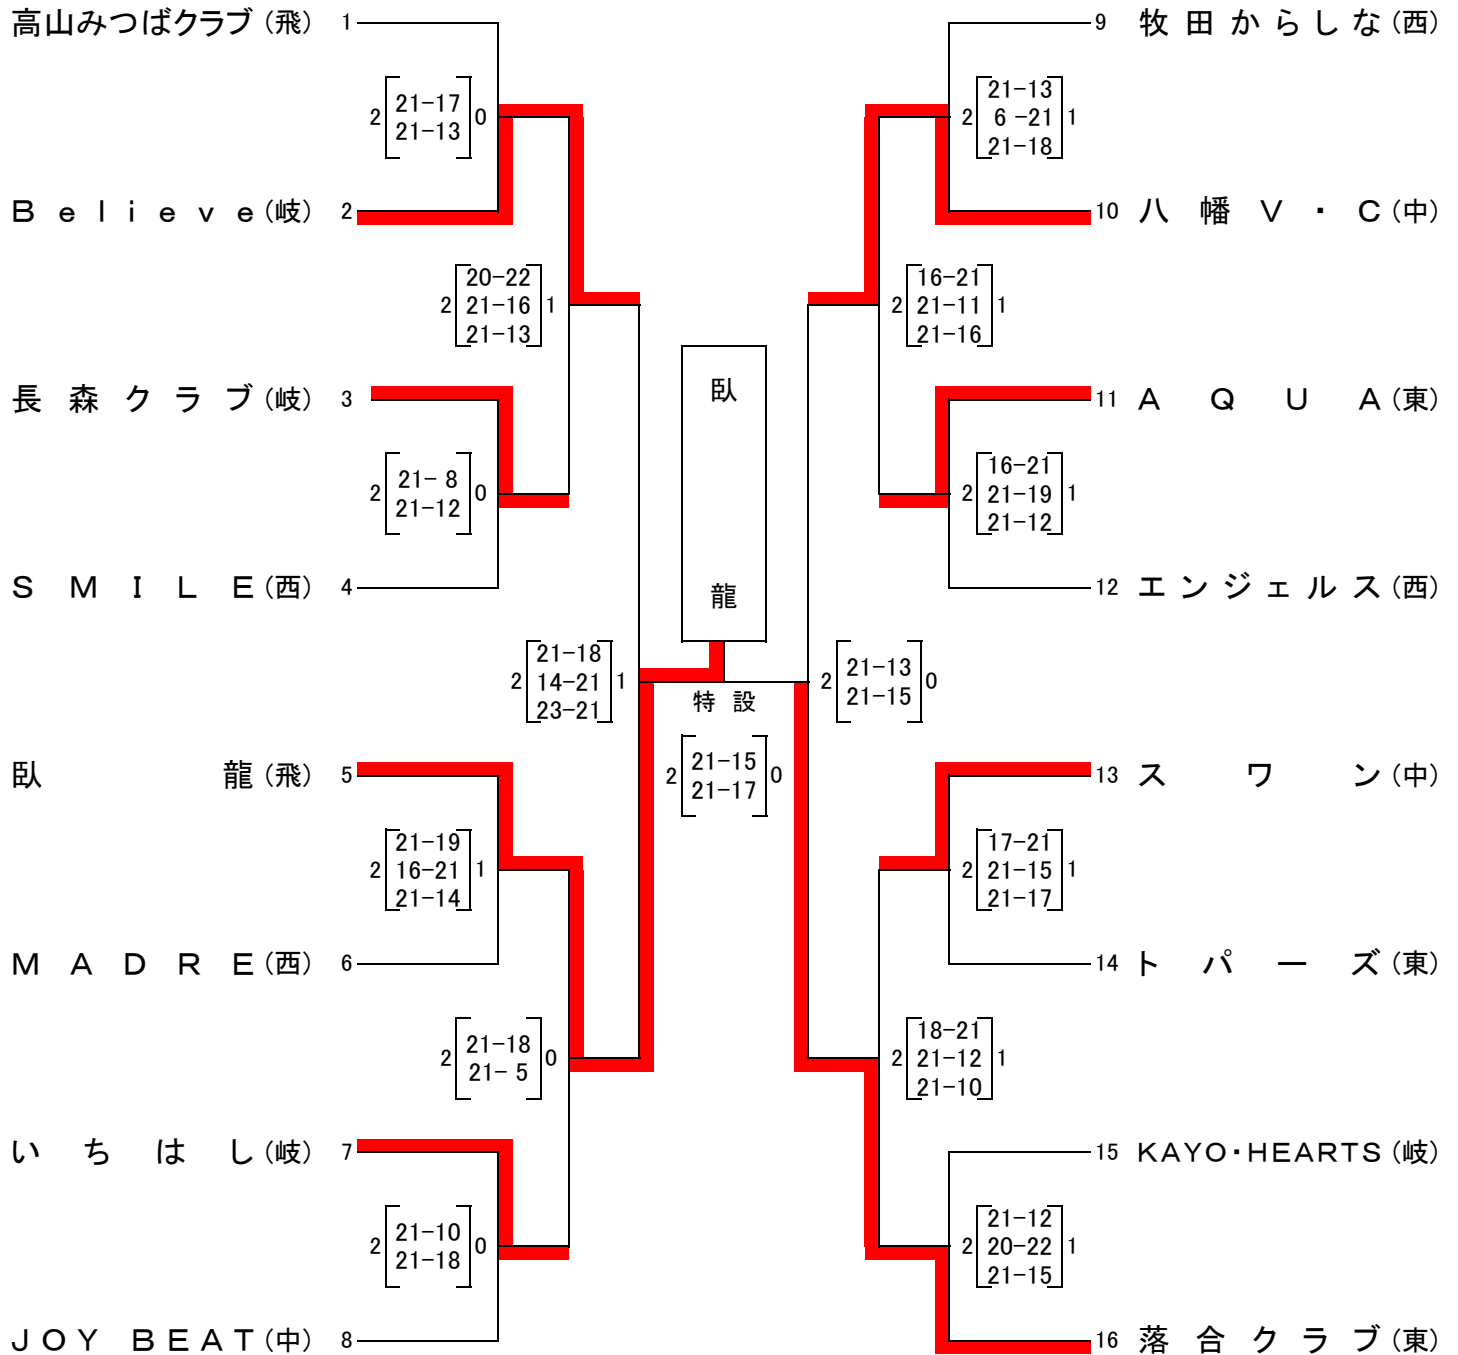 高山みつばクラブ（飛） 1
2 21-17 0
21-13
Believe（岐） 2
2 20-22 1
21-16
21-13
長森クラブ（岐） 3
2 21- 8 0
21-12
SMILE（西） 4
2 21-18 1
14-21
23-21
臥龍（飛） 5
2 21-19 1
16-21
21-14
MADRE（西） 6
2 21-18 0
21- 5
いちはし（岐） 7
2 21-10 0
21-18
JOY BEAT（中） 8
臥龍
特設
2 21-15 0
21-17
9 牧田からしな（西）
2 21-13 1
6 -21
21-18
10 八幡V・C（中）
2 16-21 1
21-11
21-16
11 AQUA（東）
2 16-21 1
21-19
21-12
12 エンジェルス（西）
2 21-13 0
21-15
13 スワン（中）
2 17-21 1
21-15
21-17
14 トパーズ（東）
2 18-21 1
21-12
21-10
15 KAYO・HEARTS（岐）
2 21-12 1
20-22
21-15
16 落合クラブ（東）